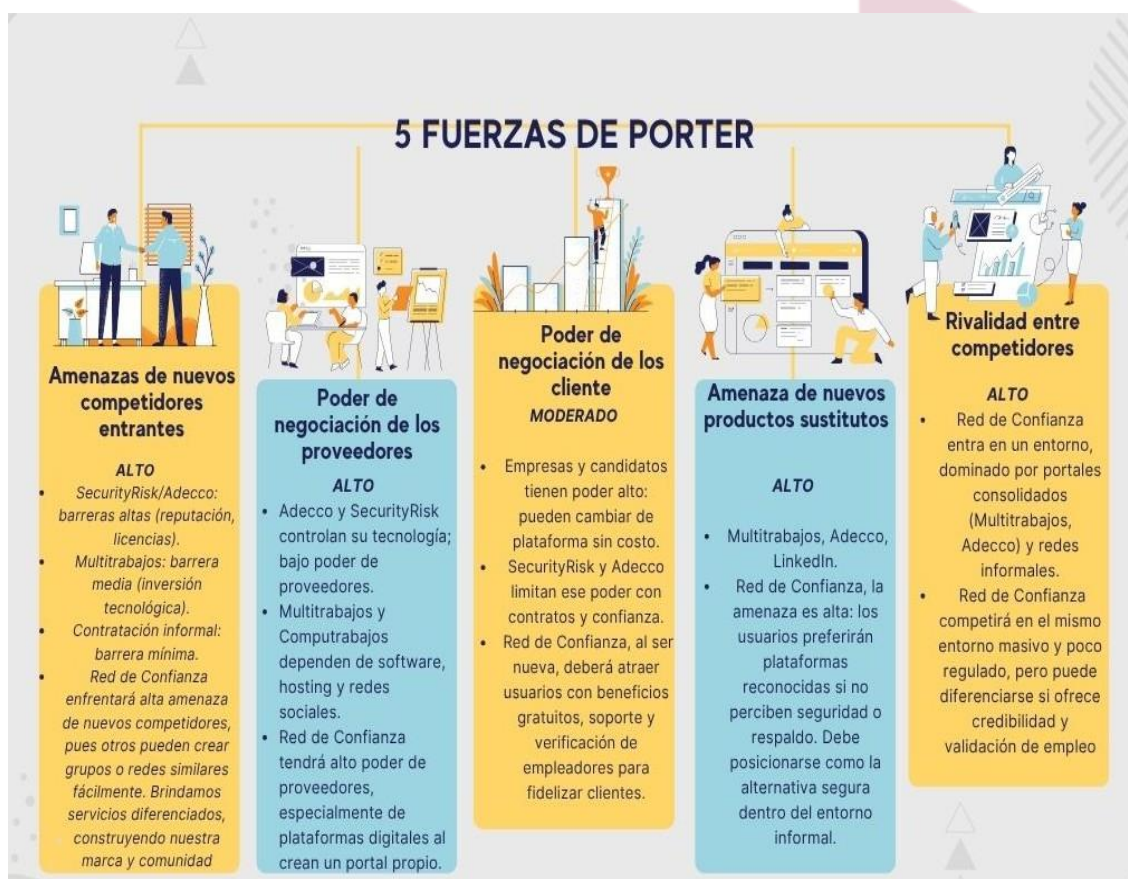 5 FUERZAS DE PORTER
Amenazas de nuevos
competidores
entrantes
ALTO
• SecurityRisk/Adecco:
barreras altas (reputación,
licencias).
• Multitrabajos: barrera
media (inversión
tecnológica).
• Contratación informal:
barrera mínima.
• Red de Confianza
enfrentará alta amenaza
de nuevos competidores,
pues otros pueden crear
grupos o redes similares
fácilmente. Brindamos
servicios diferenciados,
construyendo nuestra
marca y comunidad
Poder de
negociación de los
proveedores
ALTO
• Adecco y SecurityRisk
controlan su tecnología;
bajo poder de
proveedores.
• Multitrabajos y
Computrabajos
dependen de software,
hosting y redes
sociales.
• Red de Confianza
tendrá alto poder de
proveedores,
especialmente de
plataformas digitales al
crean un portal propio.
Poder de
negociación de los
cliente
MODERADO
• Empresas y candidatos
tienen poder alto:
pueden cambiar de
plataforma sin costo.
• SecurityRisk y Adecco
limitan ese poder con
contratos y confianza.
• Red de Confianza, al ser
nueva, deberá atraer
usuarios con beneficios
gratuitos, soporte y
verificación de
empleadores para
fidelizar clientes.
Amenaza de nuevos
productos sustitutos
ALTO
• Multitrabajos, Adecco,
LinkedIn.
• Red de Confianza, la
amenaza es alta: los
usuarios preferirán
plataformas
reconocidas si no
perciben seguridad o
respaldo. Debe
posicionarse como la
alternativa segura
dentro del entorno
informal.
Rivalidad entre
competidores
ALTO
• Red de Confianza
entra en un entorno,
dominado por portales
consolidados
(Multitrabajos,
Adecco) y redes
informales.
• Red de Confianza
competirá en el mismo
entorno masivo y poco
regulado, pero puede
diferenciarse si ofrece
credibilidad y
validación de empleo